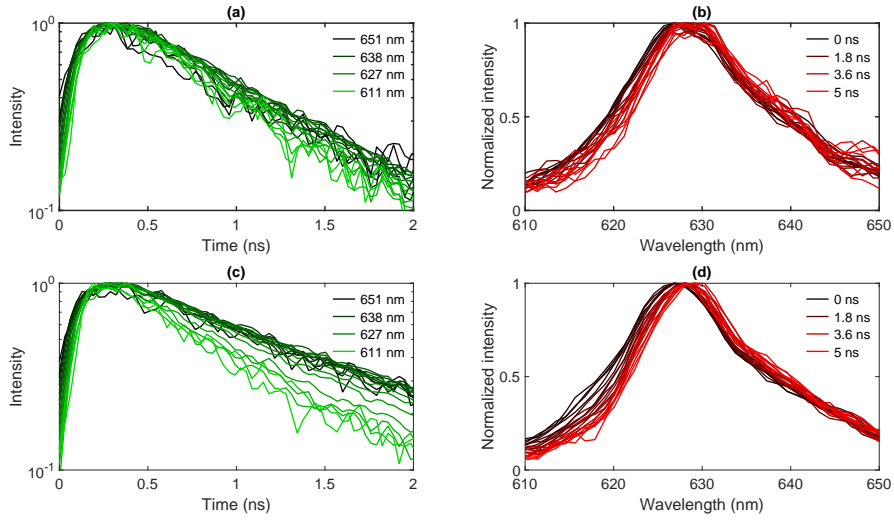 (a)
10^0
10^-1
Intensity
0 0.5 1 1.5 2
Time (ns)
651 nm
638 nm
627 nm
611 nm
(b)
1
0.5
0
Normalized intensity
610 620 630 640 650
Wavelength (nm)
0 ns
1.8 ns
3.6 ns
5 ns
(c)
10^0
10^-1
Intensity
0 0.5 1 1.5 2
Time (ns)
651 nm
638 nm
627 nm
611 nm
(d)
1
0.5
0
Normalized intensity
610 620 630 640 650
Wavelength (nm)
0 ns
1.8 ns
3.6 ns
5 ns